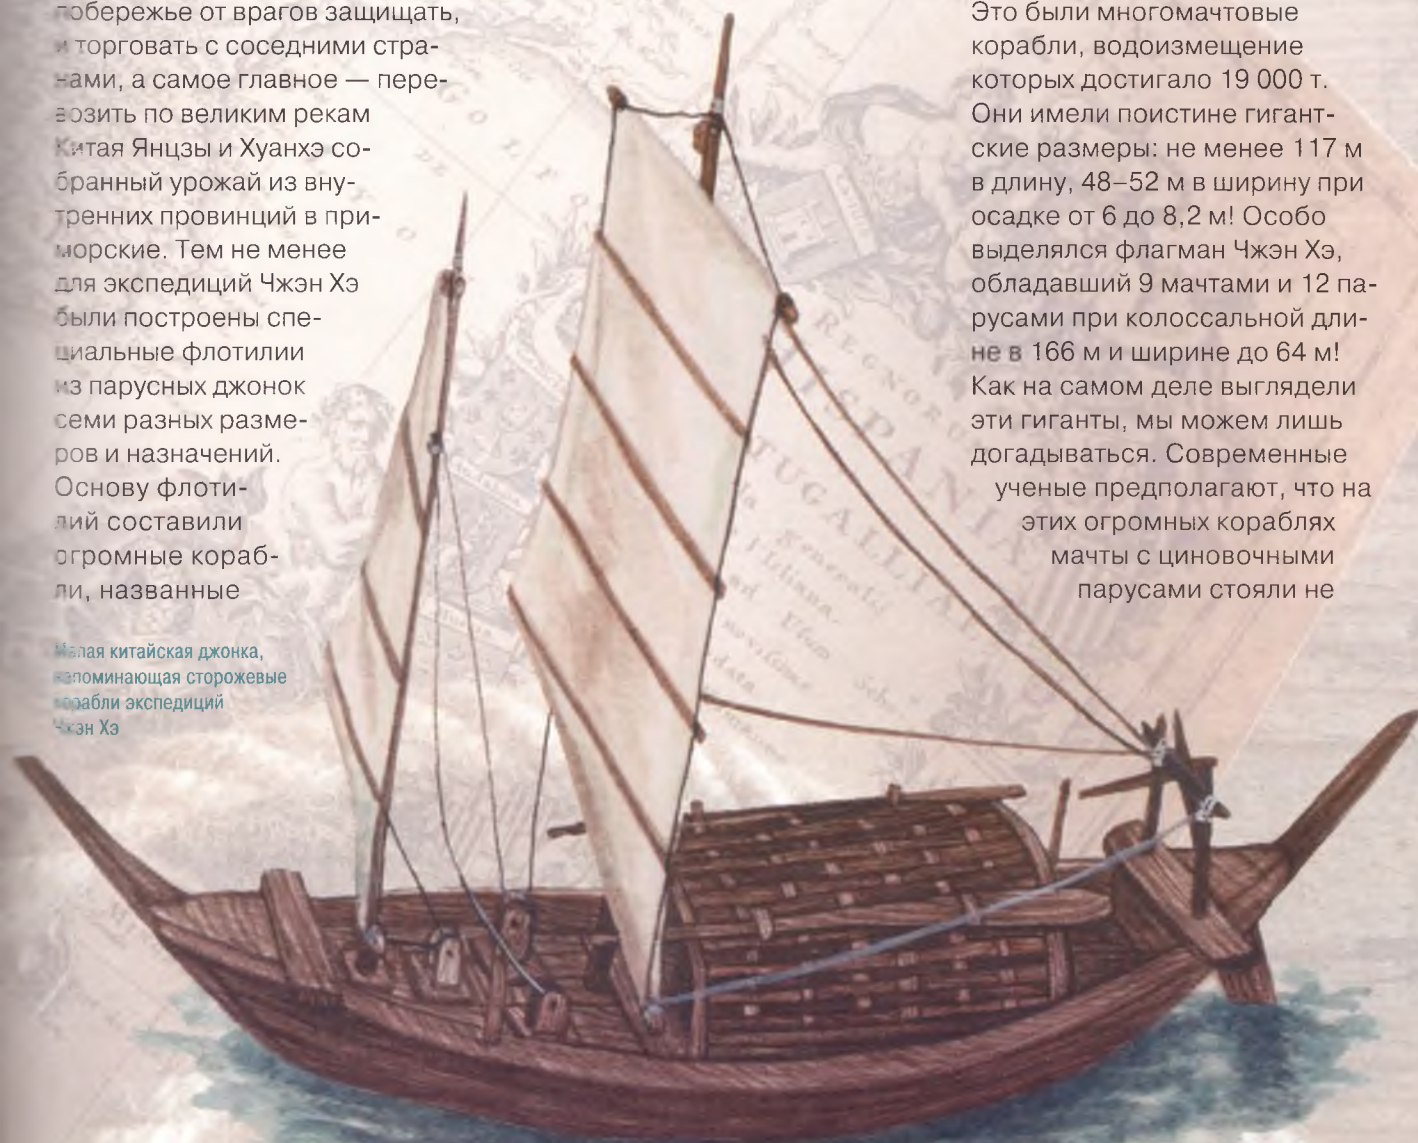 побережье от врагов защищать,
и торговать с соседними стра-
нами, а самое главное — пере-
возить по великим рекам
Китая Янцзы и Хуанхэ со-
бранный урожай из вну-
тренних провинций в при-
морские. Тем не менее
для экспедиций Чжэн Хэ
были построены спе-
циальные флотилии
из парусных джонок
семи разных разме-
ров и назначений.
Основу флоти-
лий составили
огромные кораб-
ли, названные
Малая китайская джонка,
напоминающая сторожевые
корабли экспедиций
Чжэн Хэ
Это были многомачтовые
корабли, водоизмещение
которых достигало 19 000 т.
Они имели поистине гигант-
ские размеры: не менее 117 м
в длину, 48–52 м в ширину при
осадке от 6 до 8,2 м! Особо
выделялся флагман Чжэн Хэ,
обладавший 9 мачтами и 12 па-
русами при колоссальной дли-
не в 166 м и ширине до 64 м!
Как на самом деле выглядели
эти гиганты, мы можем лишь
догадываться. Современные
ученые предполагают, что на
этих огромных кораблях
мачты с циновочными
парусами стояли не
REGNORUM
HISPANIA